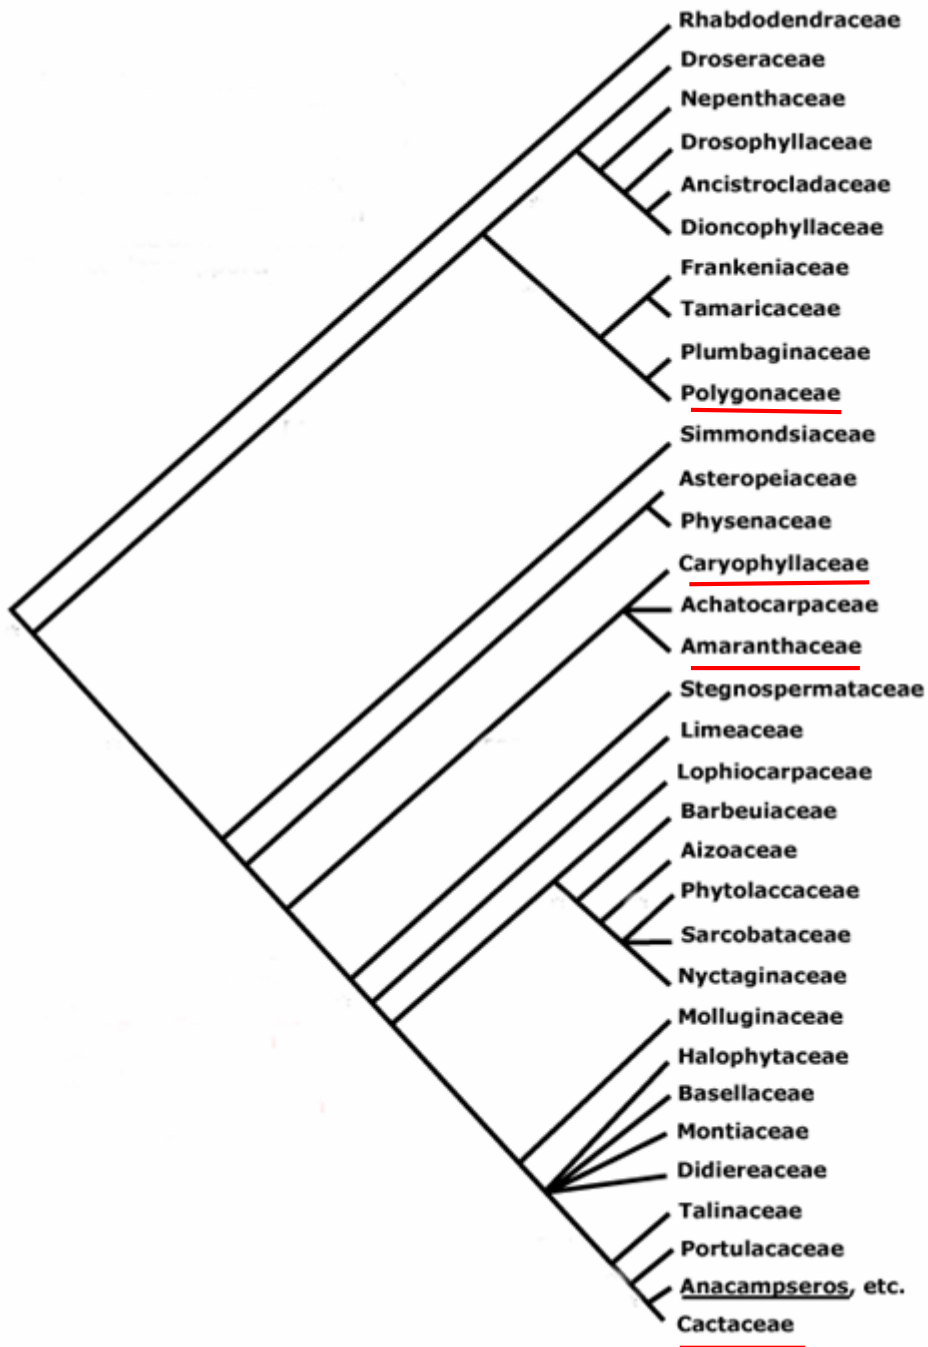 Rhabdodendraceae
Droseraceae
Nepenthaceae
Drosophyllaceae
Ancistrocladaceae
Dioncophyllaceae
Frankeniaceae
Tamaricaceae
Plumbaginaceae
Polygonaceae
Simmondsiaceae
Asteropeiaceae
Physenaceae
Caryophyllaceae
Achatocarpaceae
Amaranthaceae
Stegnospermataceae
Limeaceae
Lophiocarpaceae
Barbeuiaceae
Aizoaceae
Phytolaccaceae
Sarcobataceae
Nyctaginaceae
Molluginaceae
Halophytaceae
Basellaceae
Montiaceae
Didiereaceae
Talinaceae
Portulacaceae
Anacampseros, etc.
Cactaceae